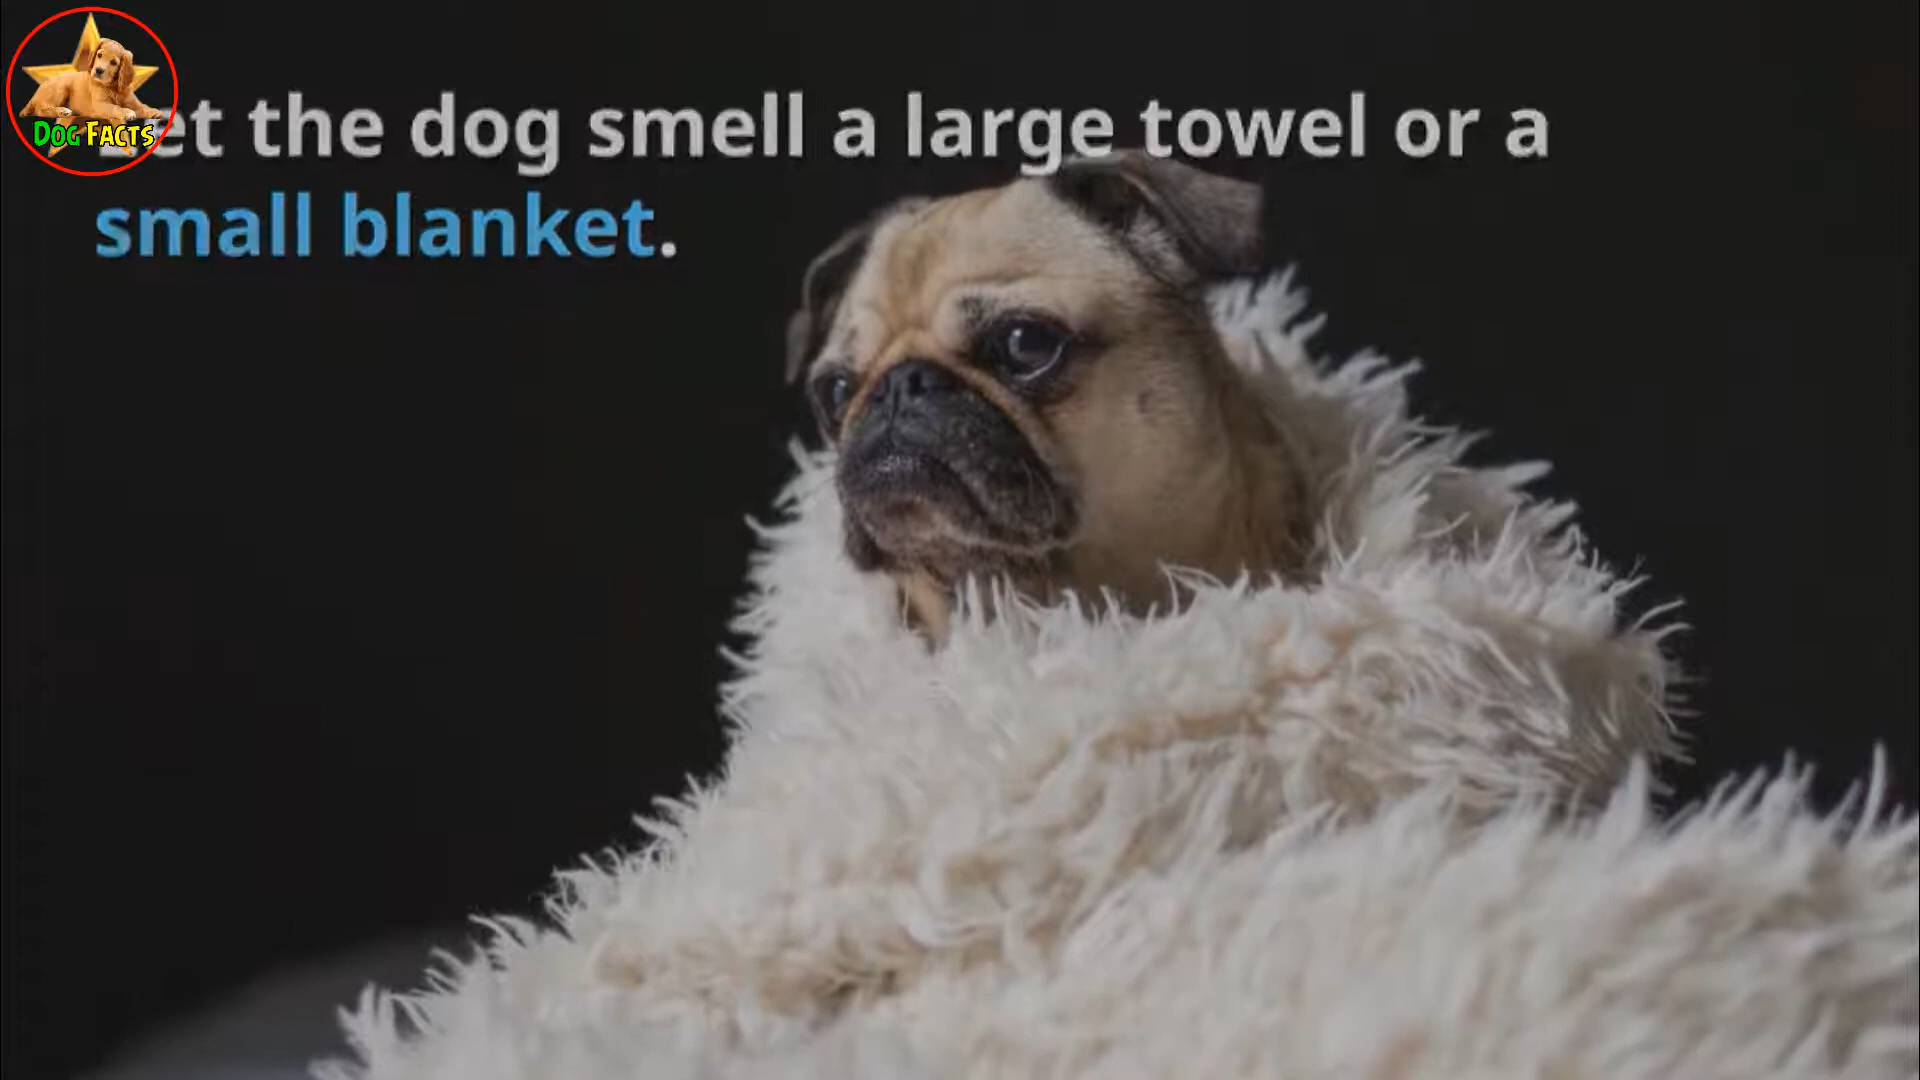 DOG FACTS
et the dog smell a large towel or a
small blanket.